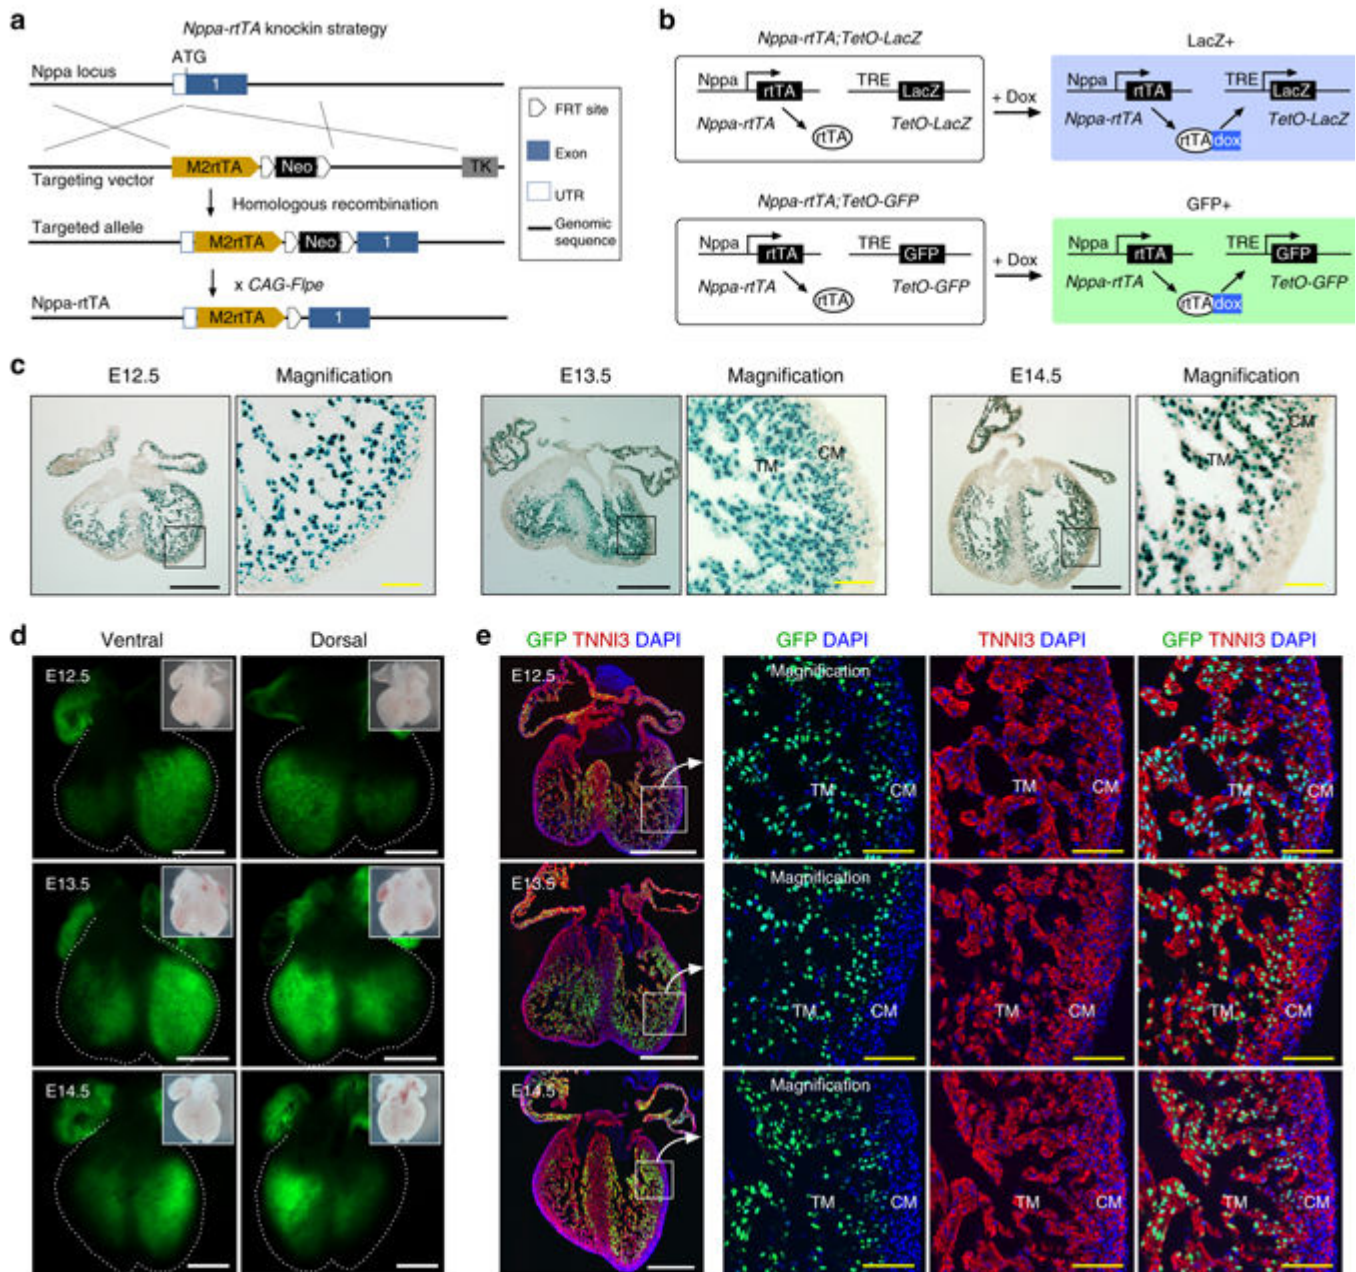 a
Nppa-rtTA knockin strategy
ATG
Nppa locus
1
M2rtTA
Neo
TK
Targeting vector
Homologous recombination
Targeted allele
M2rtTA
Neo
1
x CAG-Flpe
Nppa-rtTA
M2rtTA
1
FRT site
Exon
UTR
Genomic
sequence
b
Nppa-rtTA;TetO-LacZ
Nppa
rtTA
TRE
LacZ
Nppa-rtTA
TetO-LacZ
rtTA
+ Dox
LacZ+
Nppa
rtTA
TRE
LacZ
Nppa-rtTA
TetO-LacZ
rtTA
dox
Nppa-rtTA;TetO-GFP
Nppa
rtTA
TRE
GFP
Nppa-rtTA
TetO-GFP
rtTA
+ Dox
GFP+
Nppa
rtTA
TRE
GFP
Nppa-rtTA
TetO-GFP
rtTA
dox
c
E12.5
Magnification
E13.5
Magnification
TM
CM
E14.5
Magnification
TM
CM
d
Ventral
Dorsal
E12.5
E13.5
E14.5
e
GFP TNNI3 DAPI
GFP DAPI
TNNI3 DAPI
GFP TNNI3 DAPI
E12.5
Magnification
TM
CM
TM
CM
TM
CM
E13.5
Magnification
TM
CM
TM
CM
TM
CM
E14.5
Magnification
TM
CM
TM
CM
TM
CM